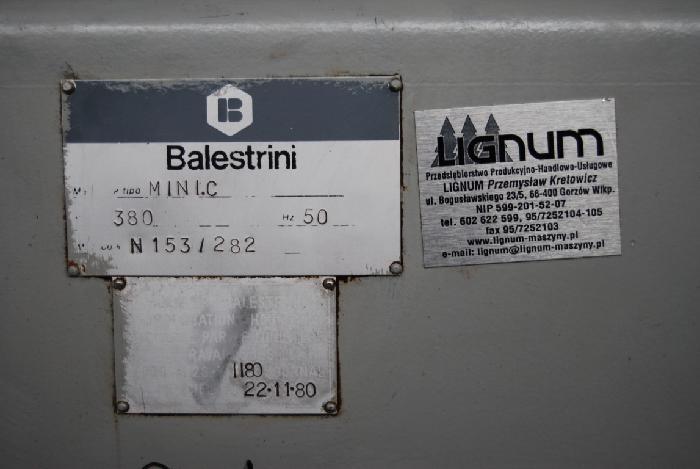 B
Balestrini
tipo MINI.C
380 Hz 50
N 153/282
LIGNUM
Przedsiębiorstwo Produkcyjno-Handlowo-Usługowe
LIGNUM Przemysław Kretowicz
ul. Bogusławskiego 23/5, 66-400 Gorzów Wlkp.
NIP 599-201-52-07
tel. 602 622 599, 95/7252104-105
fax 95/7252103
www.lignum-maszyny.pl
e-mail: lignum@lignum-maszyny.pl
1180
22·11·80